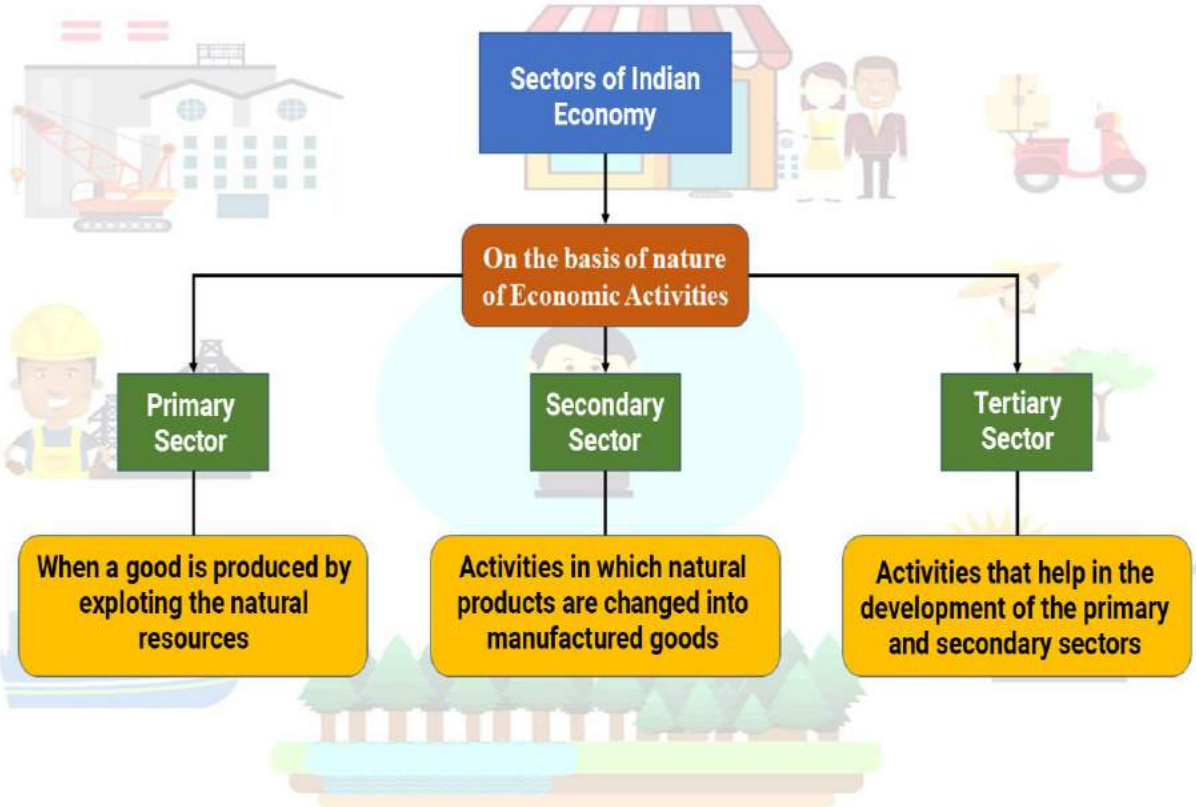 Sectors of Indian
Economy
On the basis of nature
of Economic Activities
Primary
Sector
Secondary
Sector
Tertiary
Sector
When a good is produced by
exploting the natural
resources
Activities in which natural
products are changed into
manufactured goods
Activities that help in the
development of the primary
and secondary sectors